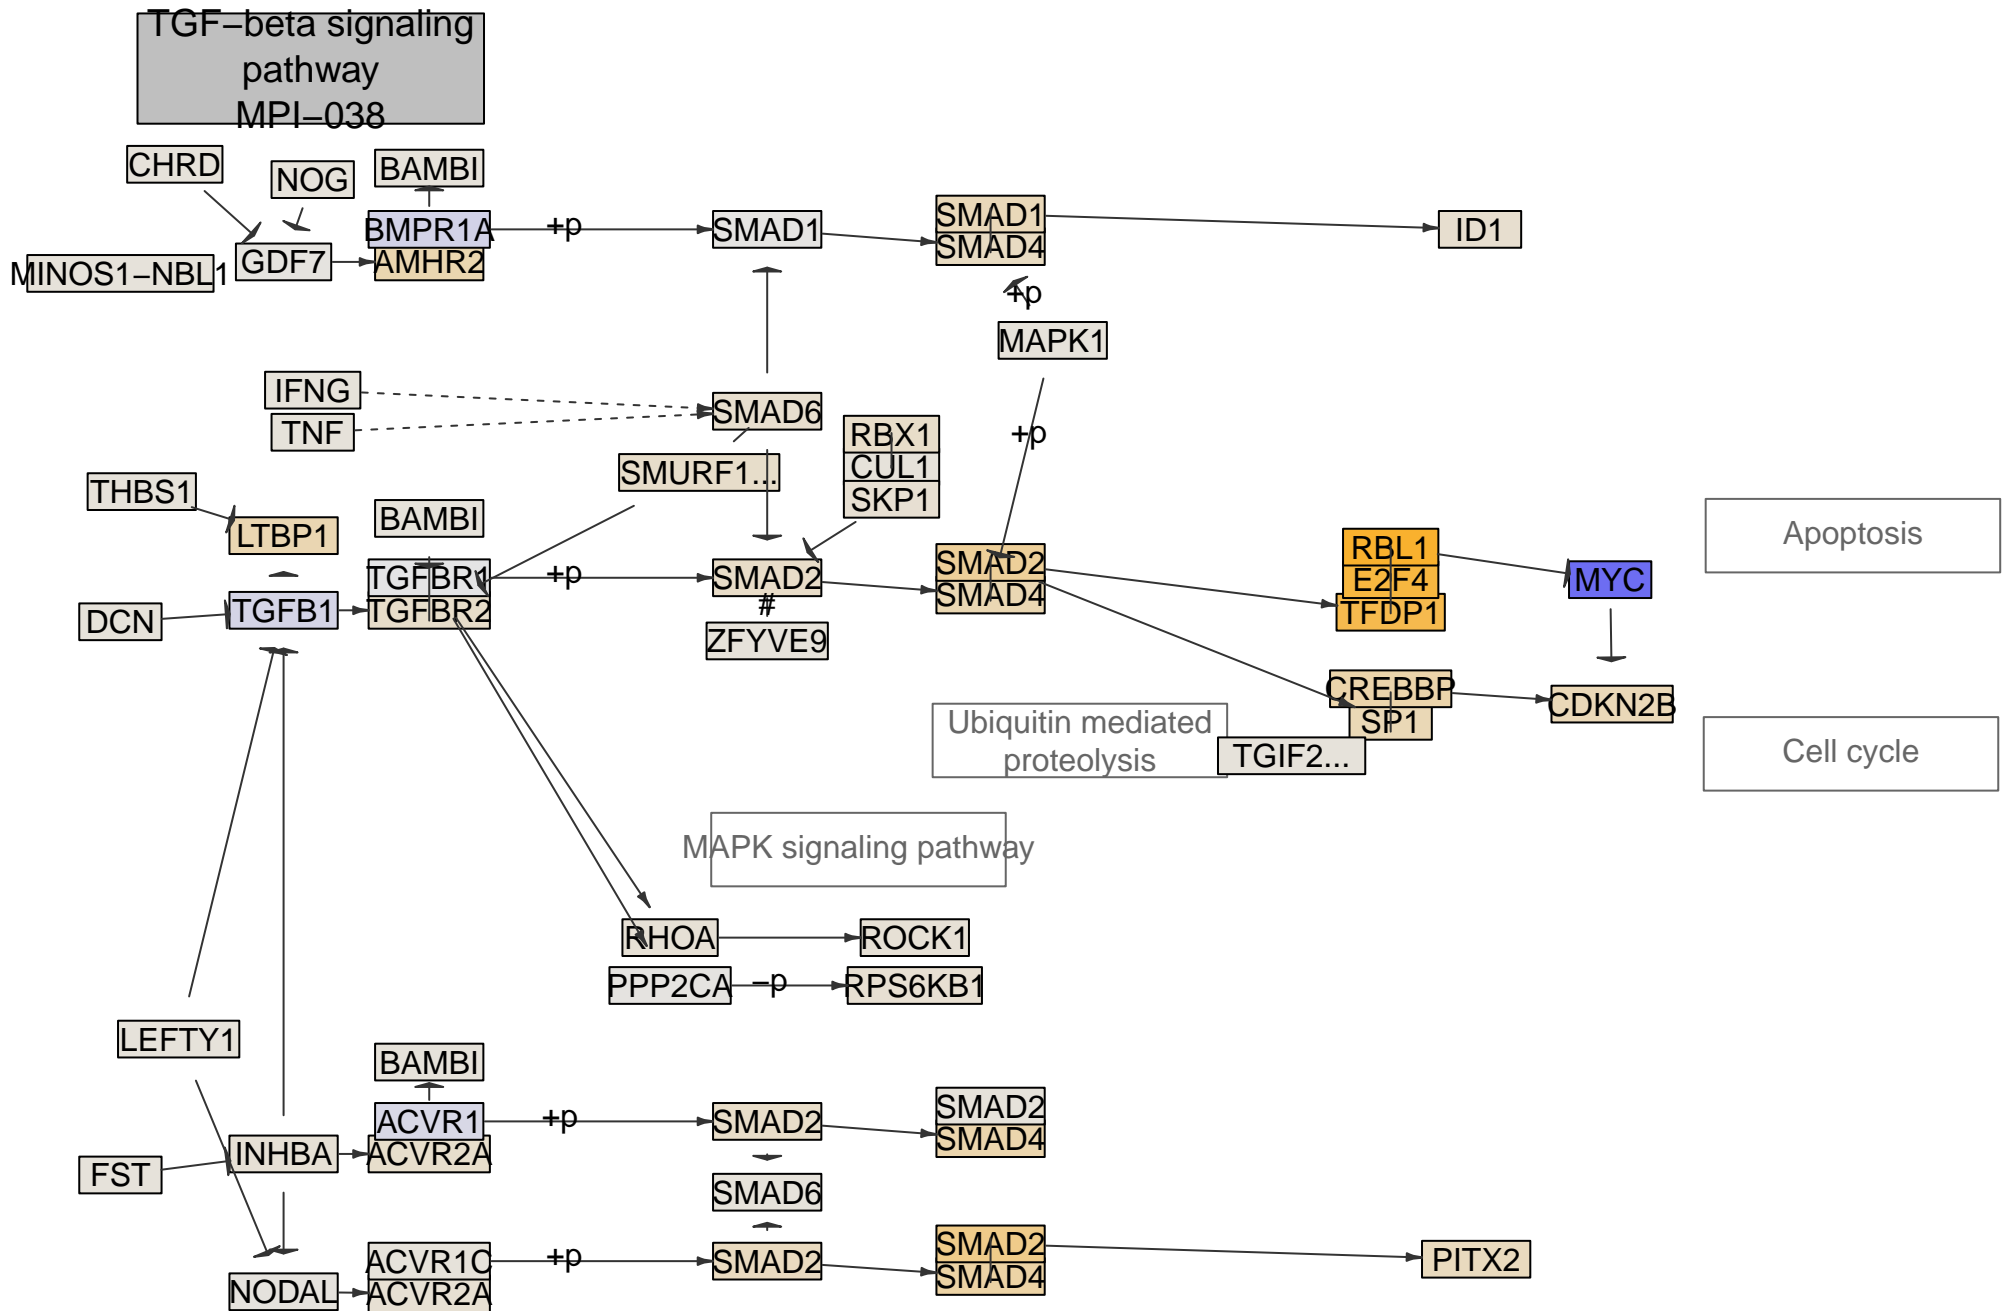 TGF−beta signaling
pathway
MPI−038
CHRD
NOG
BAMBI
BMPR1A
+p
SMAD1
SMAD1
SMAD4
ID1
MINOS1−NBL1
GDF7
AMHR2
+p
MAPK1
IFNG
TNF
SMAD6
RBX1
CUL1
SKP1
+p
SMURF1...
THBS1
LTBP1
BAMBI
TGFBR1
TGFBR2
+p
SMAD2
#
ZFYVE9
SMAD2
SMAD4
RBL1
E2F4
TFDP1
MYC
Apoptosis
DCN
TGFB1
CREBBP
SP1
TGIF2...
CDKN2B
Ubiquitin mediated
proteolysis
Cell cycle
MAPK signaling pathway
RHOA
ROCK1
PPP2CA
−p
RPS6KB1
LEFTY1
BAMBI
ACVR1
ACVR2A
+p
SMAD2
SMAD2
SMAD4
FST
INHBA
SMAD6
ACVR1C
ACVR2A
+p
SMAD2
SMAD2
SMAD4
PITX2
NODAL